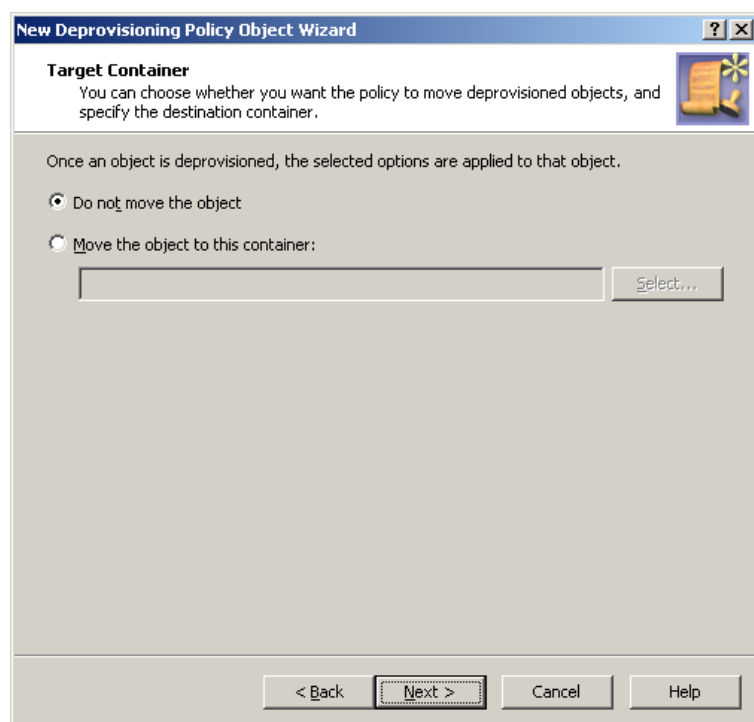 New Deprovisioning Policy Object Wizard
Target Container
You can choose whether you want the policy to move deprovisioned objects, and
specify the destination container.
Once an object is deprovisioned, the selected options are applied to that object.
Do not move the object
Move the object to this container:
Select...
< Back Next > Cancel Help